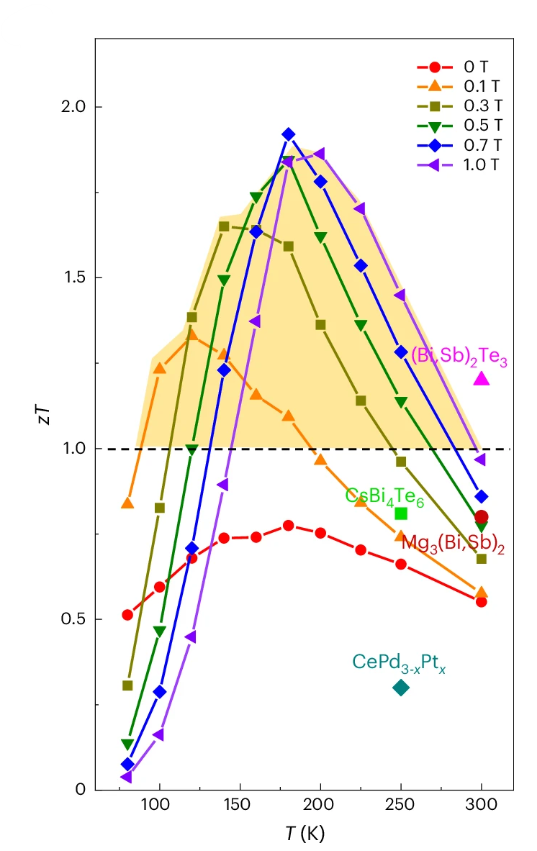 0 T
0.1 T
0.3 T
0.5 T
0.7 T
1.0 T
2.0
1.5
1.0
0.5
0
zT
(Bi,Sb)₂Te₃
CsBi₄Te₆
Mg₃(Bi,Sb)₂
CePd₃₋ₓPtₓ
100 150 200 250 300
T (K)